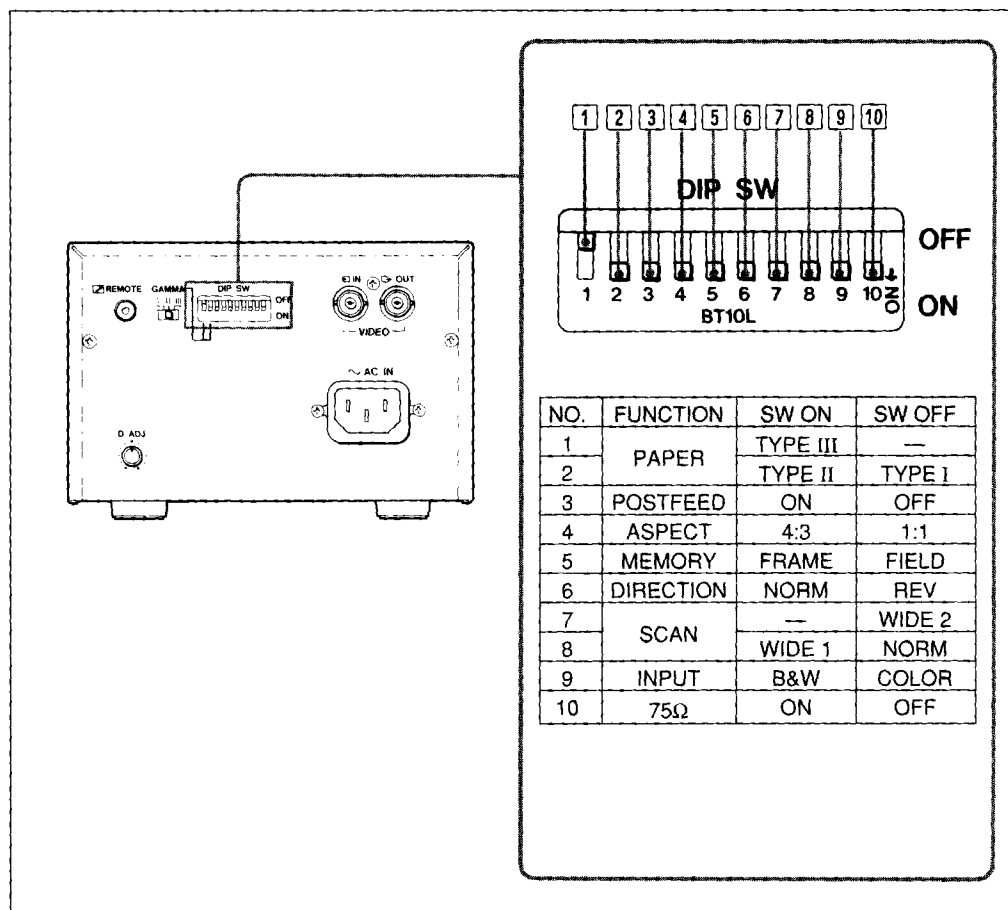 1 2 3 4 5 6 7 8 9 10
DIP SW
OFF
1 2 3 4 5 6 7 8 9 10
ON
BT10L
ON
REMOTE GAMMA DIP SW IN OUT
I II III
OFF
ON
VIDEO
~ AC IN
D ADJ
NO. FUNCTION SW ON SW OFF
1 PAPER TYPE III —
2 TYPE II TYPE I
3 POSTFEED ON OFF
4 ASPECT 4:3 1:1
5 MEMORY FRAME FIELD
6 DIRECTION NORM REV
7 SCAN — WIDE 2
8 WIDE 1 NORM
9 INPUT B&W COLOR
10 75Ω ON OFF